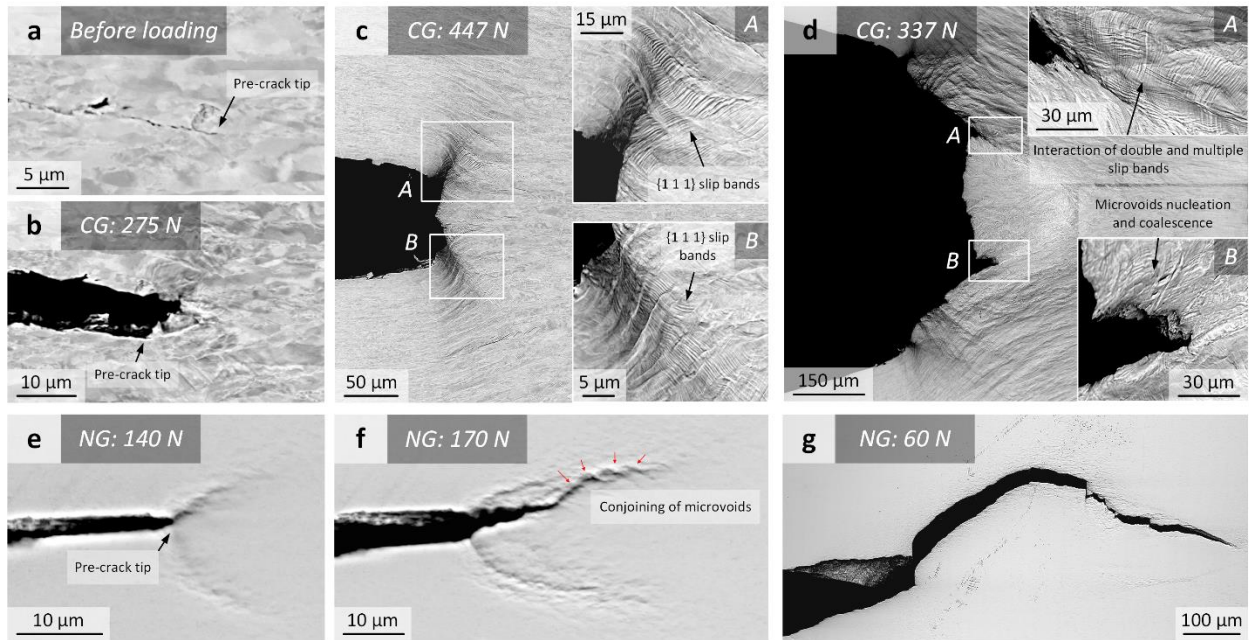 a
Before loading
Pre-crack tip
5 µm
b
CG: 275 N
Pre-crack tip
10 µm
c
CG: 447 N
A
B
50 µm
15 µm
A
{1 1 1} slip bands
B
{1 1 1} slip
bands
5 µm
d
CG: 337 N
A
B
150 µm
A
30 µm
Interaction of double and multiple
slip bands
Microvoids nucleation
and coalescence
B
30 µm
e
NG: 140 N
Pre-crack tip
10 µm
f
NG: 170 N
Conjoining of microvoids
10 µm
g
NG: 60 N
100 µm